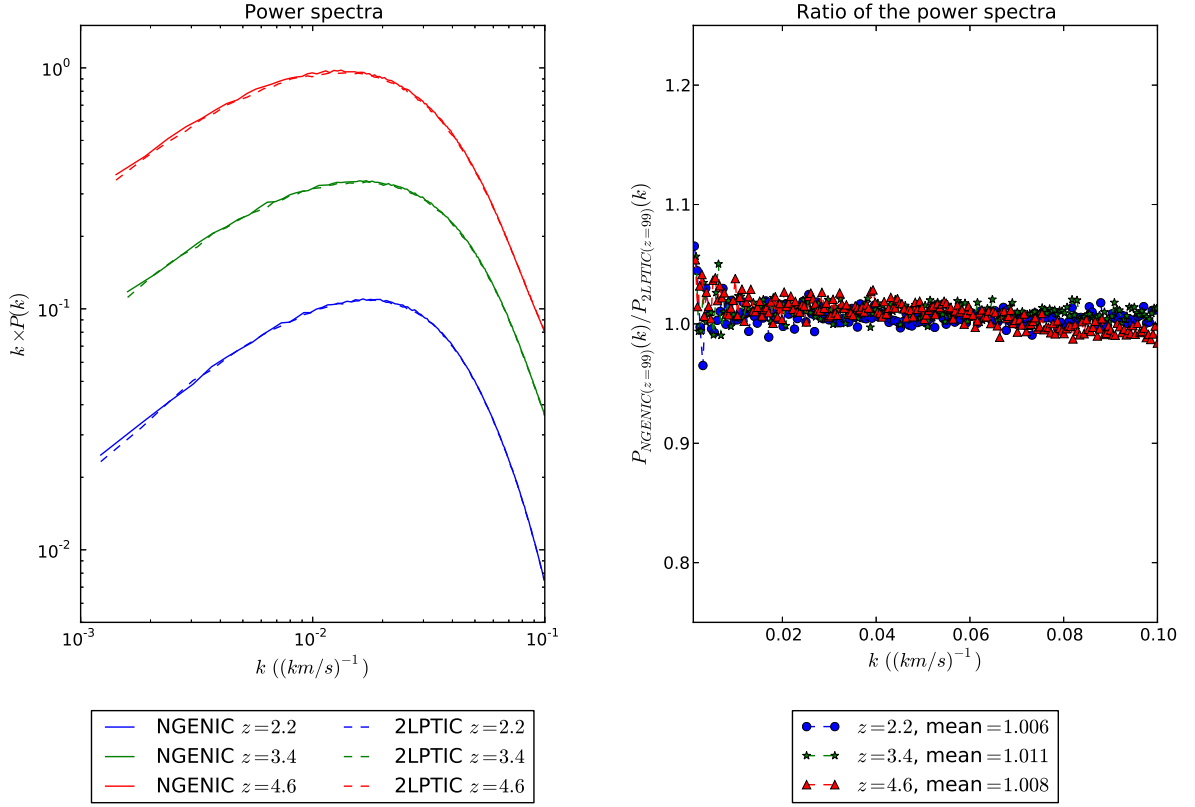 Power spectra
10^0
10^{-1}
10^{-2}
k × P(k)
10^{-3}
10^{-2}
10^{-1}
k ((km/s)^{-1})
NGENIC z=2.2
NGENIC z=3.4
NGENIC z=4.6
2LPTIC z=2.2
2LPTIC z=3.4
2LPTIC z=4.6
Ratio of the power spectra
1.2
1.1
1.0
0.9
0.8
P_{NGENIC(z=99)}(k)/P_{2LPTIC(z=99)}(k)
0.02
0.04
0.06
0.08
0.10
k ((km/s)^{-1})
z=2.2, mean=1.006
z=3.4, mean=1.011
z=4.6, mean=1.008